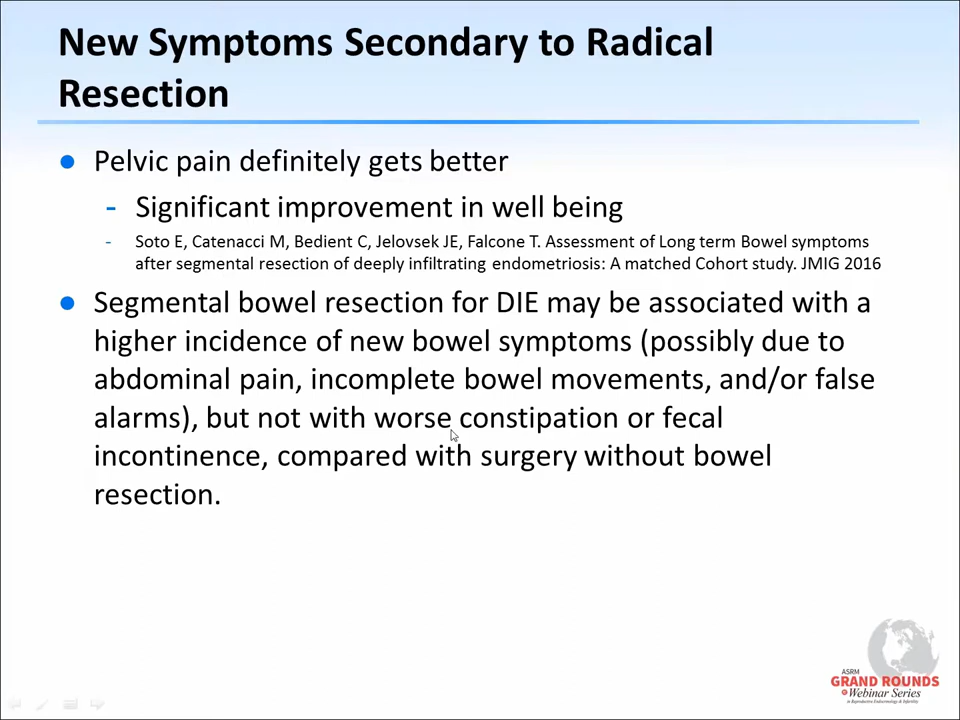 New Symptoms Secondary to Radical
Resection
Pelvic pain definitely gets better
- Significant improvement in well being
- Soto E, Catenacci M, Bedient C, Jelovsek JE, Falcone T. Assessment of Long term Bowel symptoms
after segmental resection of deeply infiltrating endometriosis: A matched Cohort study. JMIG 2016
Segmental bowel resection for DIE may be associated with a
higher incidence of new bowel symptoms (possibly due to
abdominal pain, incomplete bowel movements, and/or false
alarms), but not with worse constipation or fecal
incontinence, compared with surgery without bowel
resection.
ASRM
GRAND ROUNDS
Webinar Series
in Reproductive Endocrinology & Infertility